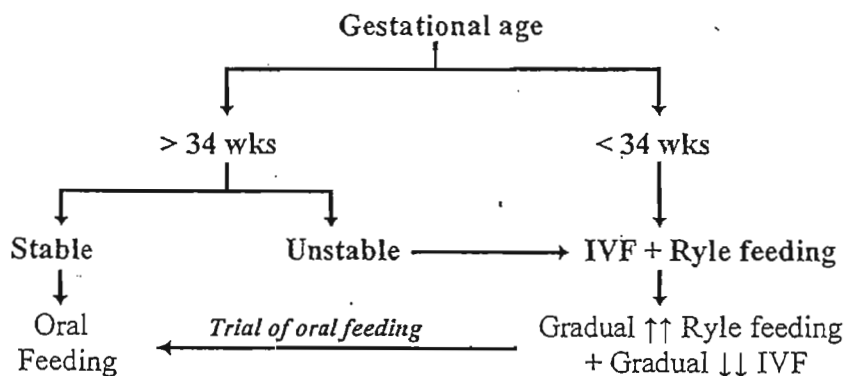 Gestational age
> 34 wks
< 34 wks
Stable
Unstable
IVF + Ryle feeding
Oral
Feeding
Trial of oral feeding
Gradual ↑↑ Ryle feeding
+ Gradual ↓↓ IVF